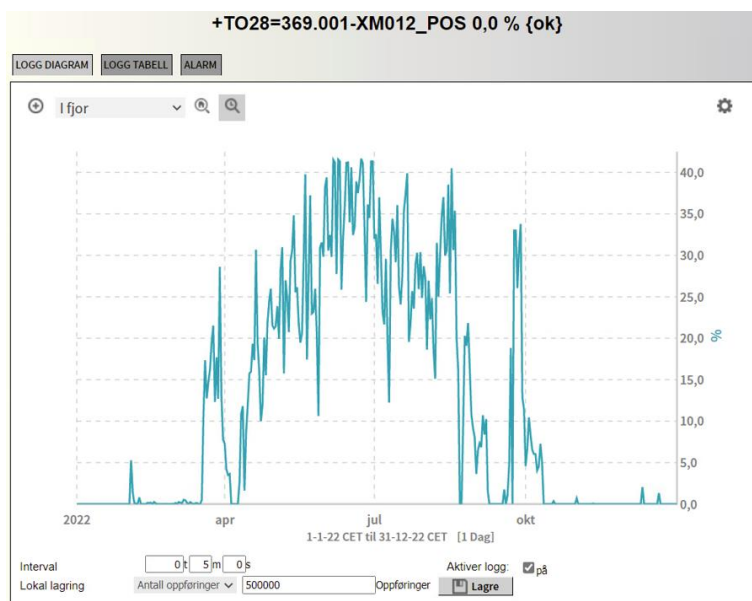 +TO28=369.001-XM012_POS 0,0 % {ok}
LOGG DIAGRAM LOGG TABELL ALARM
I fjor
40,0
35,0
30,0
25,0
20,0
%
15,0
10,0
5,0
0,0
2022 apr jul okt
1-1-22 CET til 31-12-22 CET [1 Dag]
Interval 0 t 5 m 0 s Aktiver logg: på
Lokal lagring Antall oppføringer 500000 Oppføringer Lagre